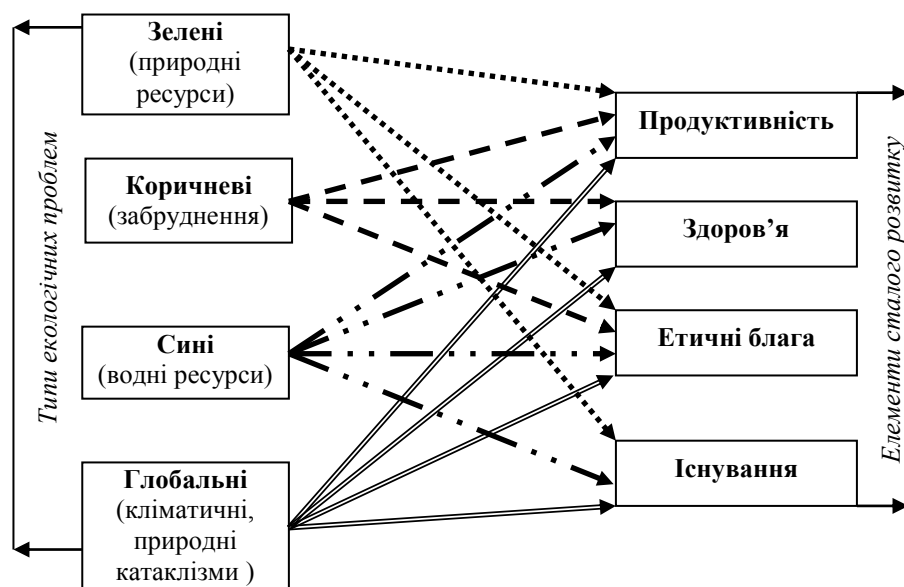 Типи екологічних проблем
Зелені
(природні
ресурси)
Коричневі
(забруднення)
Сині
(водні ресурси)
Глобальні
(кліматичні,
природні
катаклізми )
Продуктивність
Здоров’я
Етичні блага
Існування
Елементи сталого розвитку